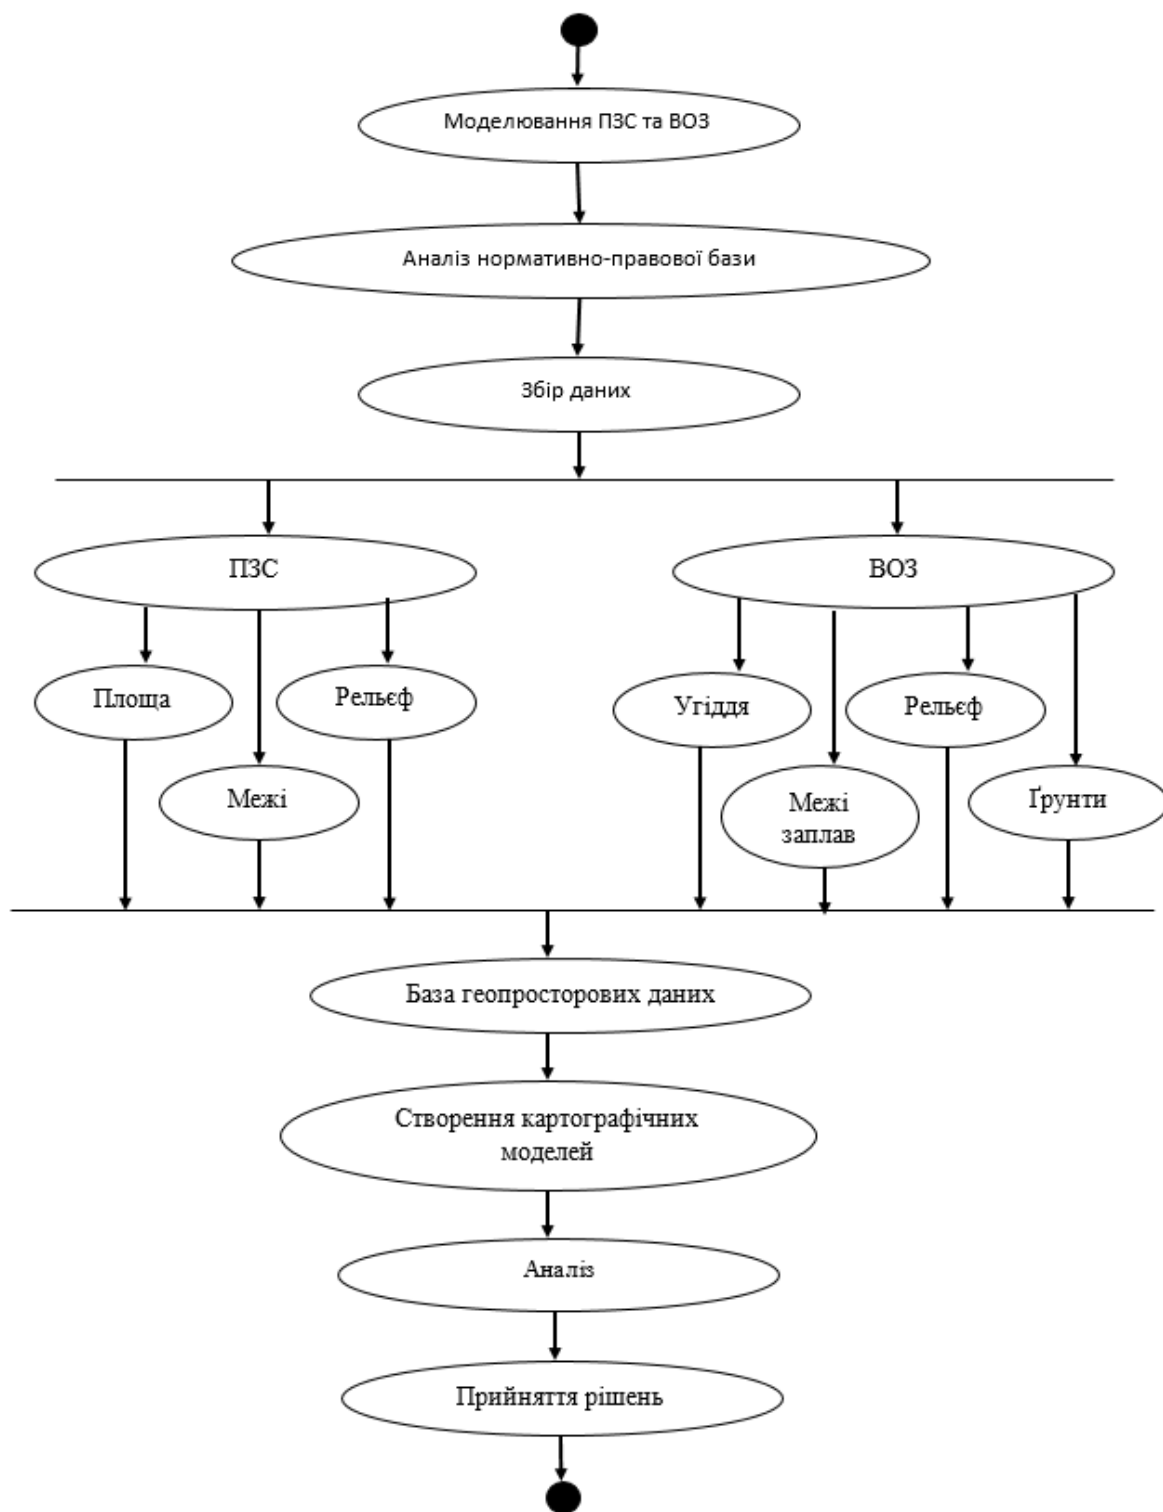 Моделювання ПЗС та ВОЗ
Аналіз нормативно-правової бази
Збір даних
ПЗС
ВОЗ
Площа
Рельєф
Угіддя
Рельєф
Межі
Межі
заплав
Ґрунти
База геопросторових даних
Створення картографічних
моделей
Аналіз
Прийняття рішень